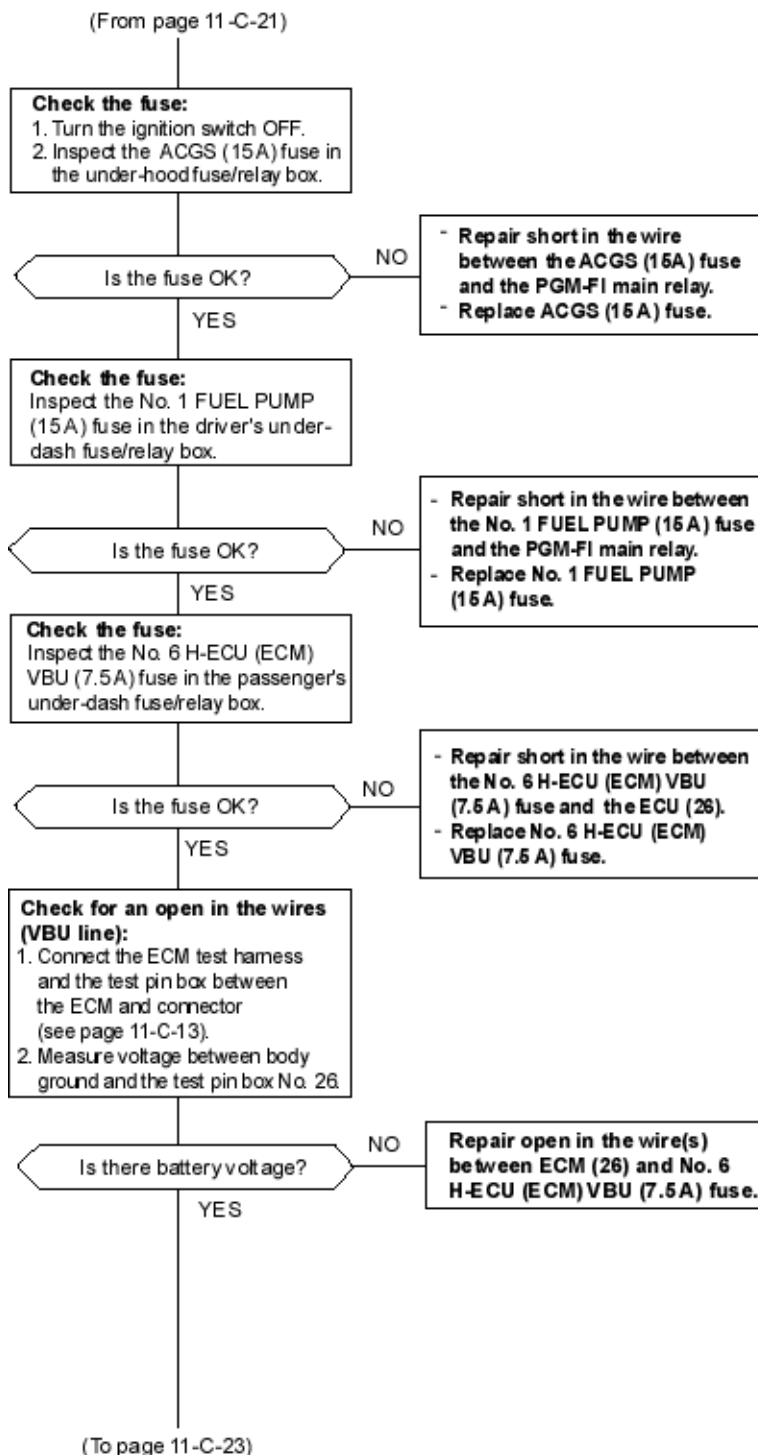 (From page 11-C-21)
Check the fuse:
1. Turn the ignition switch OFF.
2. Inspect the ACGS (15A) fuse in
the under-hood fuse/relay box.
Is the fuse OK?
NO
- Repair short in the wire
between the ACGS (15A) fuse
and the PGM-FI main relay.
- Replace ACGS (15A) fuse.
YES
Check the fuse:
Inspect the No. 1 FUEL PUMP
(15A) fuse in the driver's under-
dash fuse/relay box.
Is the fuse OK?
NO
- Repair short in the wire between
the No. 1 FUEL PUMP (15A) fuse
and the PGM-FI main relay.
- Replace No. 1 FUEL PUMP
(15A) fuse.
YES
Check the fuse:
Inspect the No. 6 H-ECU (ECM)
VBU (7.5A) fuse in the passenger's
under-dash fuse/relay box.
Is the fuse OK?
NO
- Repair short in the wire between
the No. 6 H-ECU (ECM) VBU
(7.5A) fuse and the ECU (26).
- Replace No. 6 H-ECU (ECM)
VBU (7.5A) fuse.
YES
Check for an open in the wires
(VBU line):
1. Connect the ECM test harness
and the test pin box between
the ECM and connector
(see page 11-C-13).
2. Measure voltage between body
ground and the test pin box No. 26.
Is there battery voltage?
NO
Repair open in the wire(s)
between ECM (26) and No. 6
H-ECU (ECM) VBU (7.5A) fuse.
YES
(To page 11-C-23)